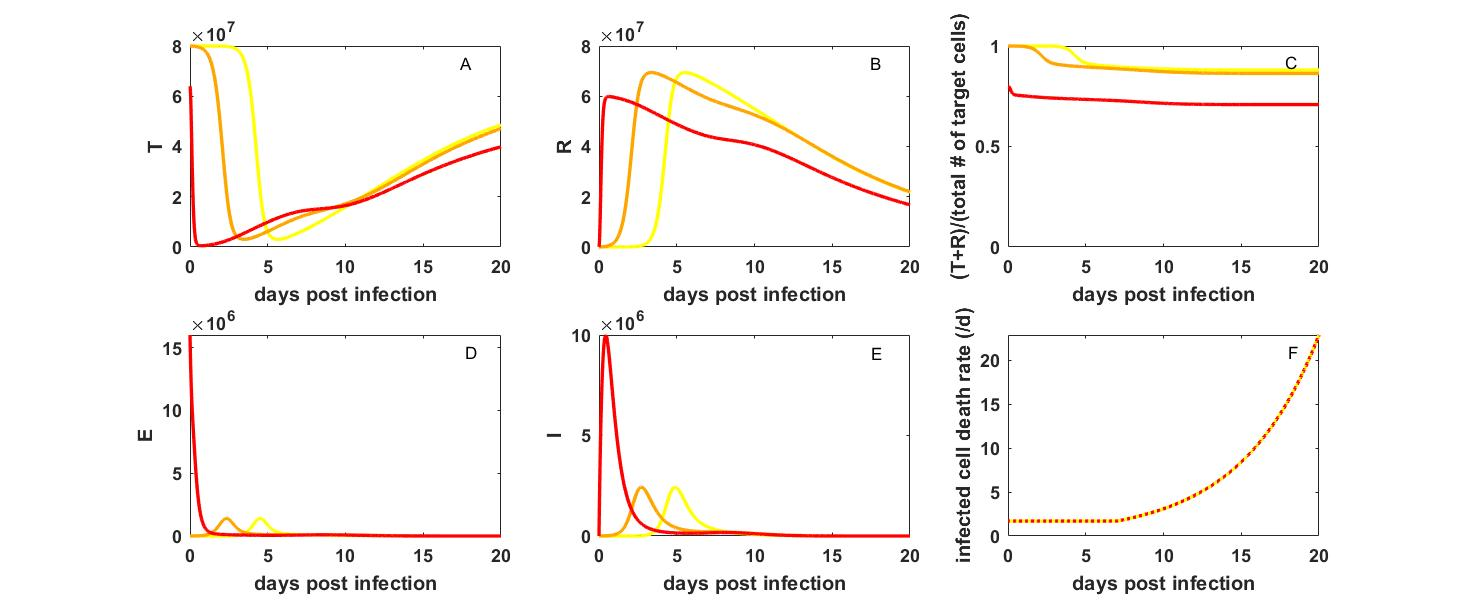 ×10^7
8
6
4
2
0
T
A
0 5 10 15 20
days post infection
×10^7
8
6
4
2
0
R
B
0 5 10 15 20
days post infection
1
0.5
0
(T+R)/(total # of target cells)
C
0 5 10 15 20
days post infection
×10^6
15
10
5
0
E
D
0 5 10 15 20
days post infection
×10^6
10
5
0
I
E
0 5 10 15 20
days post infection
20
15
10
5
0
infected cell death rate (/d)
F
0 5 10 15 20
days post infection